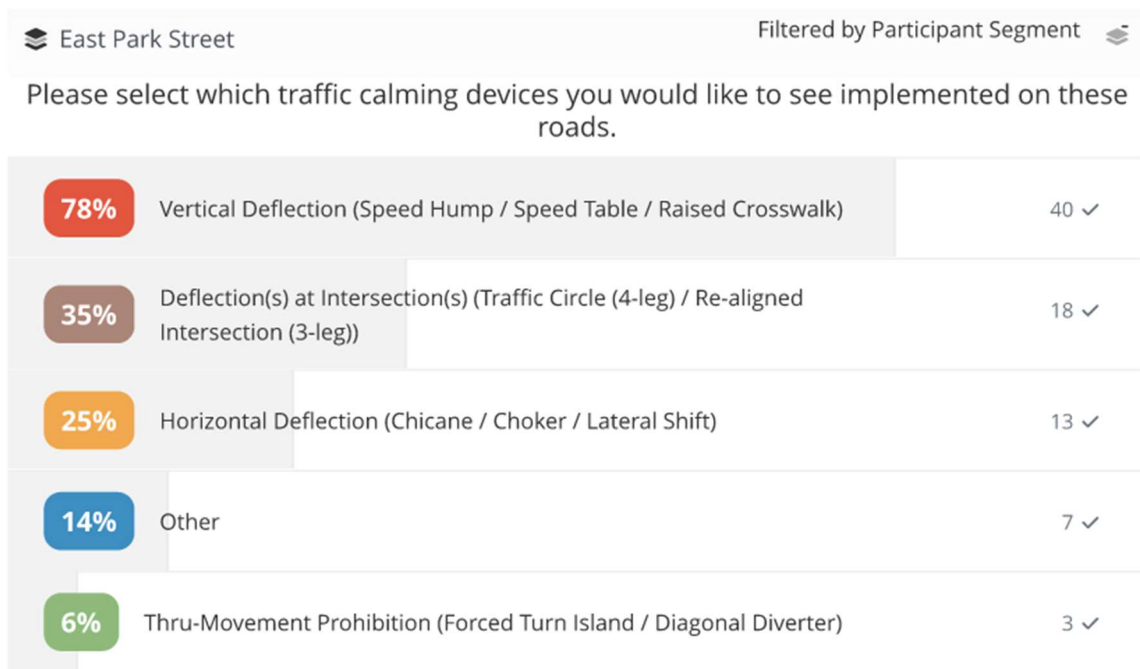 East Park Street
Filtered by Participant Segment
Please select which traffic calming devices you would like to see implemented on these
roads.
78% Vertical Deflection (Speed Hump / Speed Table / Raised Crosswalk) 40 ✓
35% Deflection(s) at Intersection(s) (Traffic Circle (4-leg) / Re-aligned
Intersection (3-leg)) 18 ✓
25% Horizontal Deflection (Chicane / Choker / Lateral Shift) 13 ✓
14% Other 7 ✓
6% Thru-Movement Prohibition (Forced Turn Island / Diagonal Diverter) 3 ✓